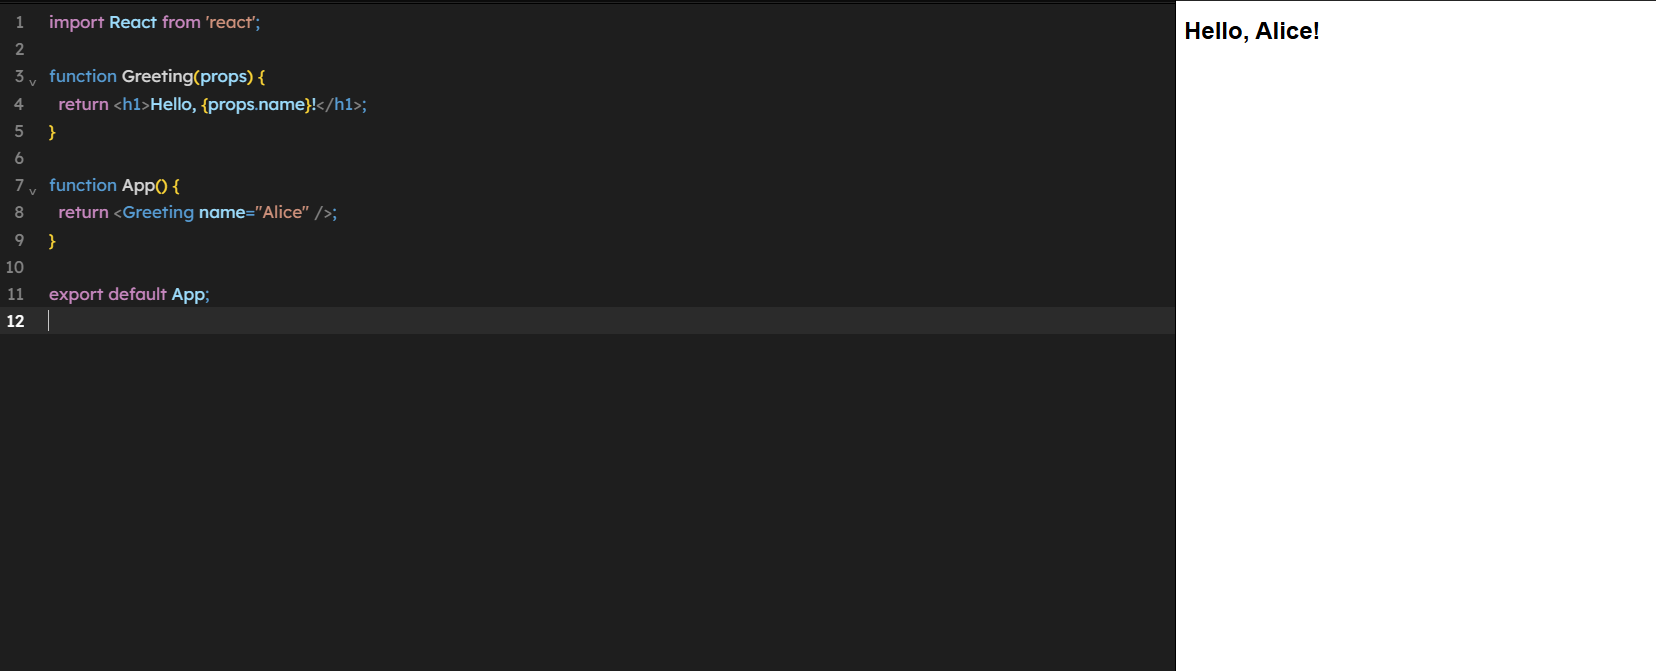 1 import React from 'react';
2
3 function Greeting(props) {
4 return <h1>Hello, {props.name}!</h1>;
5 }
6
7 function App() {
8 return <Greeting name="Alice" />;
9 }
10
11 export default App;
12
Hello, Alice!